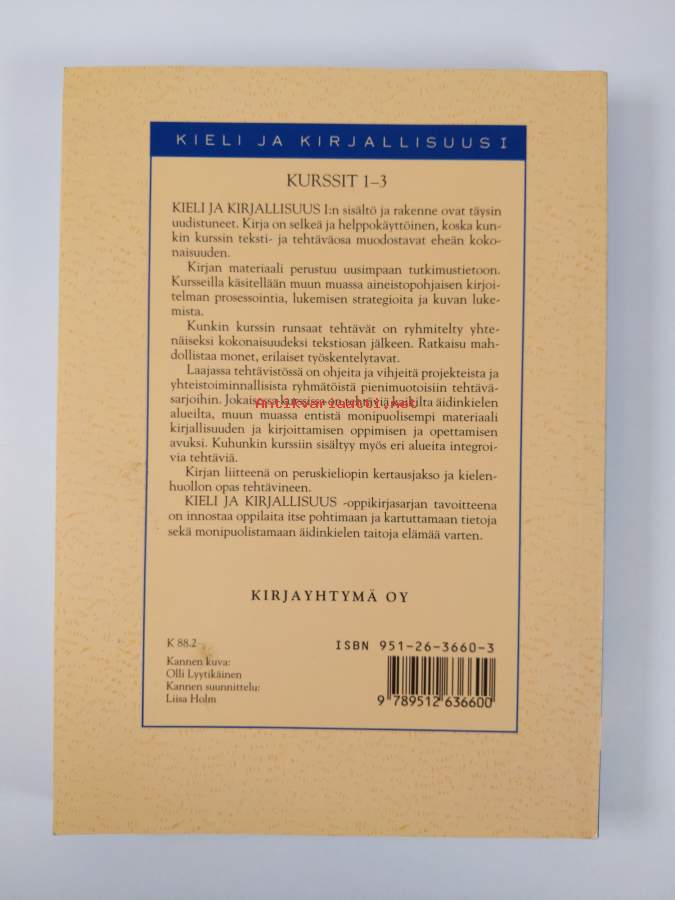 KIELI JA KIRJALLISUUS I
KURSSIT 1–3
KIELI JA KIRJALLISUUS I:n sisältö ja rakenne ovat täysin
uudistuneet. Kirja on selkeä ja helppokäyttöinen, koska kun-
kin kurssin teksti- ja tehtäväosa muodostavat eheän koko-
naisuuden.
Kirjan materiaali perustuu uusimpaan tutkimustietoon.
Kursseilla käsitellään muun muassa aineistopohjaisen kirjoi-
telman prosessointia, lukemisen strategioita ja kuvan luke-
mista.
Kunkin kurssin runsaat tehtävät on ryhmitelty yhte-
näiseksi kokonaisuudeksi tekstiosan jälkeen. Ratkaisu mah-
dollistaa monet, erilaiset työskentelytavat.
Laajassa tehtävistössä on ohjeita ja vihjeitä projekteista ja
yhteistoiminnallisista ryhmätöistä pienimuotoisiin tehtävä-
sarjoihin. Jokaisessa kurssissa on tehtäviä kaikilta äidinkielen
Antikvariaatti.net
alueilta, muun muassa entistä monipuolisempi materiaali
kirjallisuuden ja kirjoittamisen oppimisen ja opettamisen
avuksi. Kuhunkin kurssiin sisältyy myös eri alueita integroi-
via tehtäviä.
Kirjan liitteenä on peruskieliopin kertausjakso ja kielen-
huollon opas tehtävineen.
KIELI JA KIRJALLISUUS -oppikirjasarjan tavoitteena
on innostaa oppilaita itse pohtimaan ja kartuttamaan tietoja
sekä monipuolistamaan äidinkielen taitoja elämää varten.
KIRJAYHTYMÄ OY
K 88.2
ISBN 951-26-3660-3
Kannen kuva:
Olli Lyytikäinen
Kannen suunnittelu:
Liisa Holm
9 789512 636600